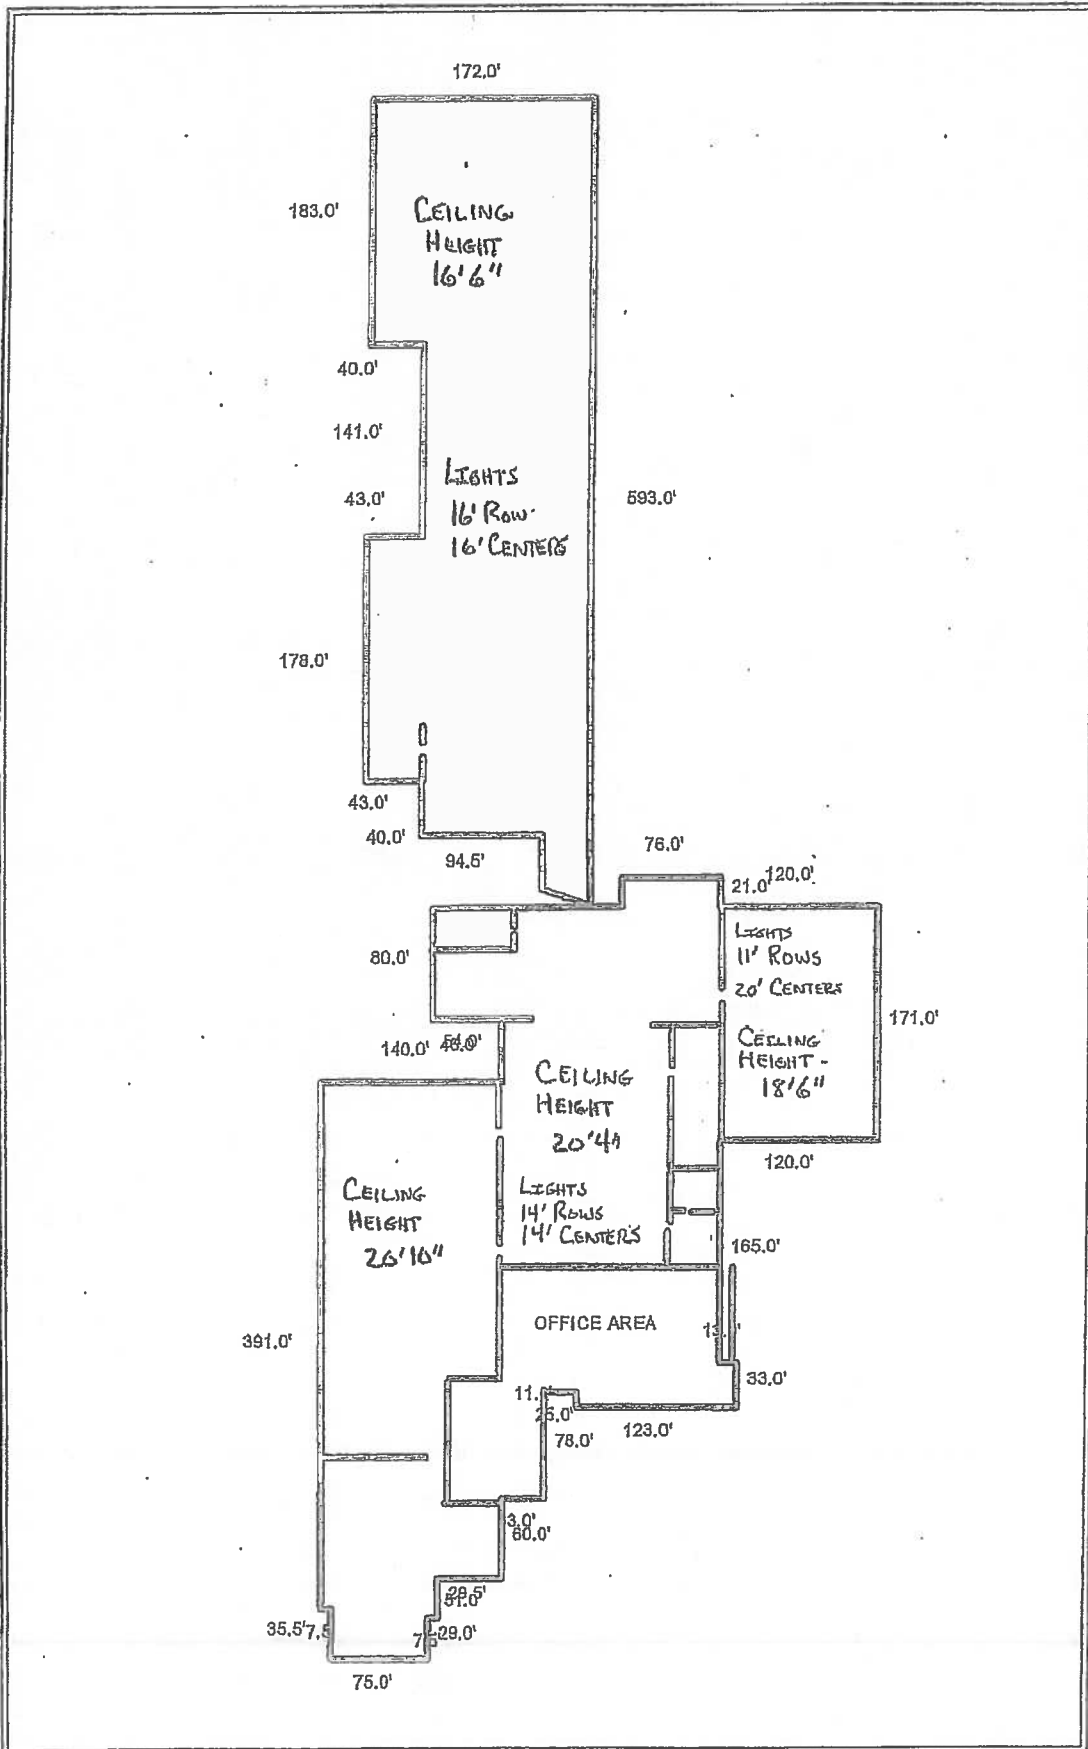 172.0'
183.0'
CEILING
HEIGHT
16'6"
40.0'
141.0'
LIGHTS
16' ROW
16' CENTERS
43.0'
593.0'
178.0'
43.0'
40.0'
94.5'
76.0'
21.0'
120.0'
LIGHTS
11' ROWS
20' CENTERS
80.0'
171.0'
CEILING
HEIGHT -
18'6"
140.0'
CEILING
HEIGHT
20'4"
120.0'
CEILING
HEIGHT
20'10"
LIGHTS
14' ROWS
14' CENTER'S
165.0'
OFFICE AREA
391.0'
33.0'
123.0'
78.0'
3.0'
60.0'
35.5'
29.0'
75.0'